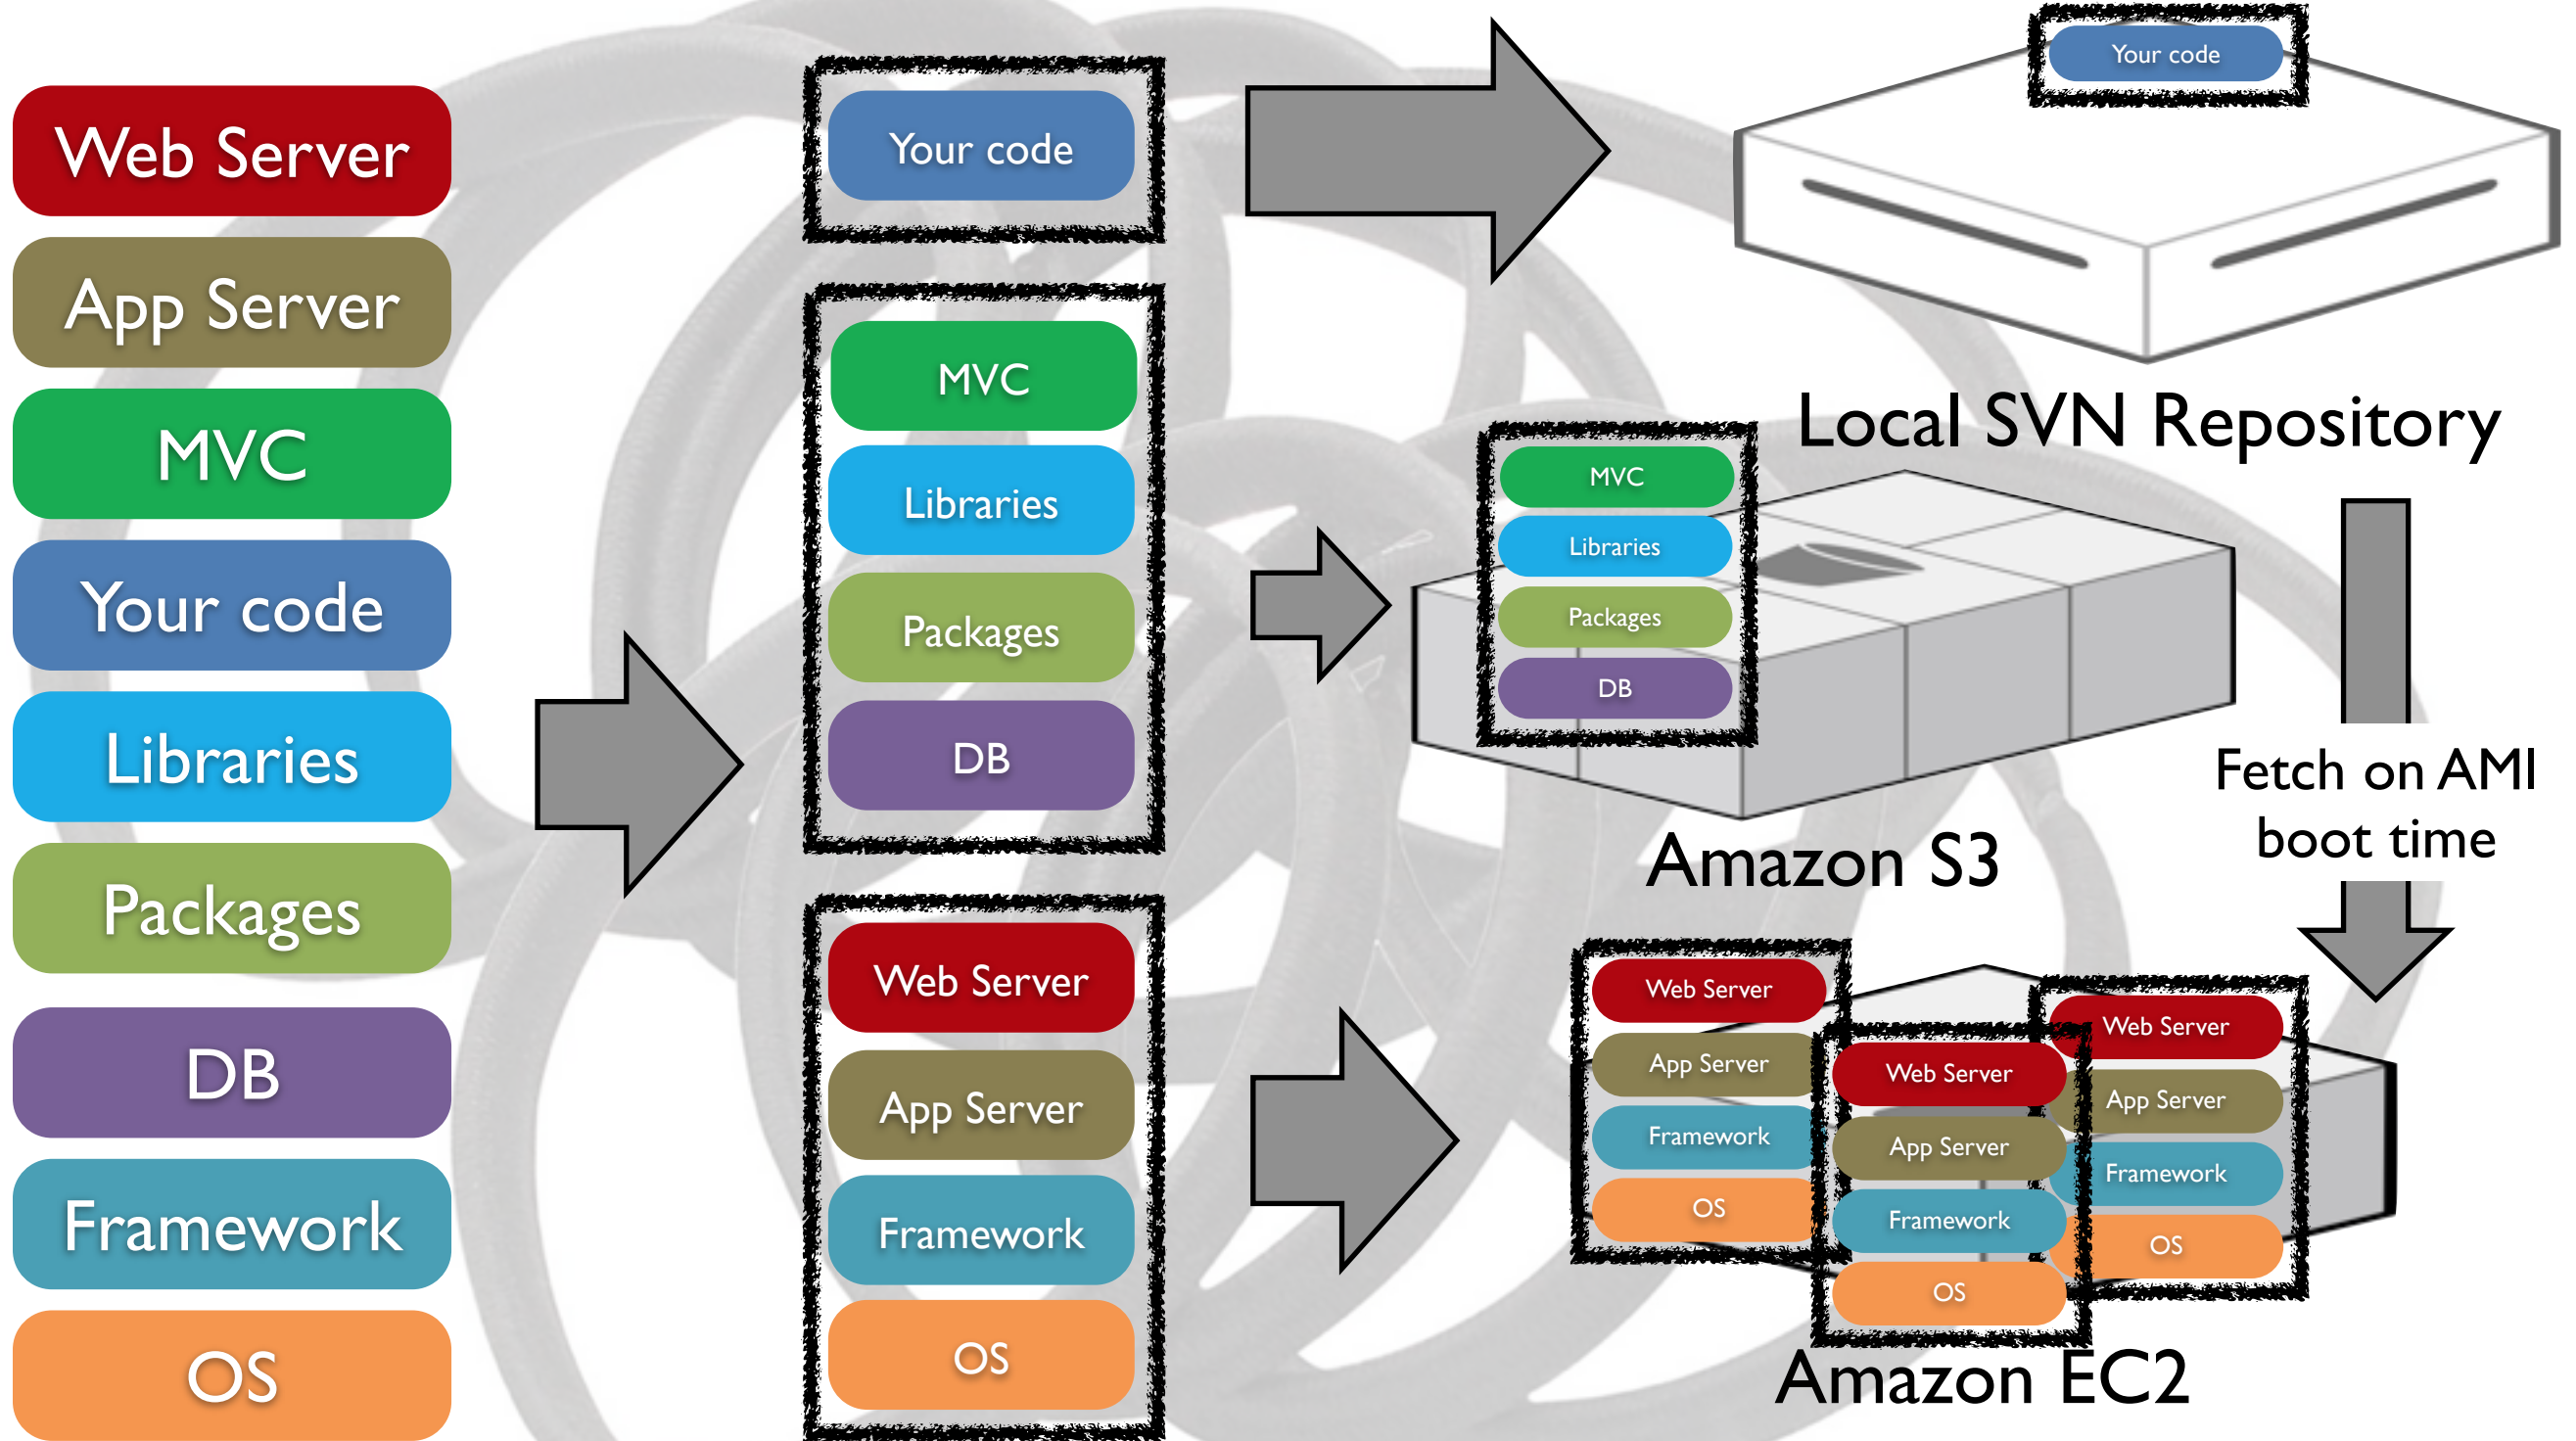 Web Server
App Server
MVC
Your code
Libraries
Packages
DB
Framework
OS
Your code
MVC
Libraries
Packages
DB
Web Server
App Server
Framework
OS
Your code
Local SVN Repository
MVC
Libraries
Packages
DB
Amazon S3
Fetch on AMI
boot time
Web Server
App Server
Framework
OS
Web Server
App Server
Framework
OS
Web Server
App Server
Framework
OS
Amazon EC2